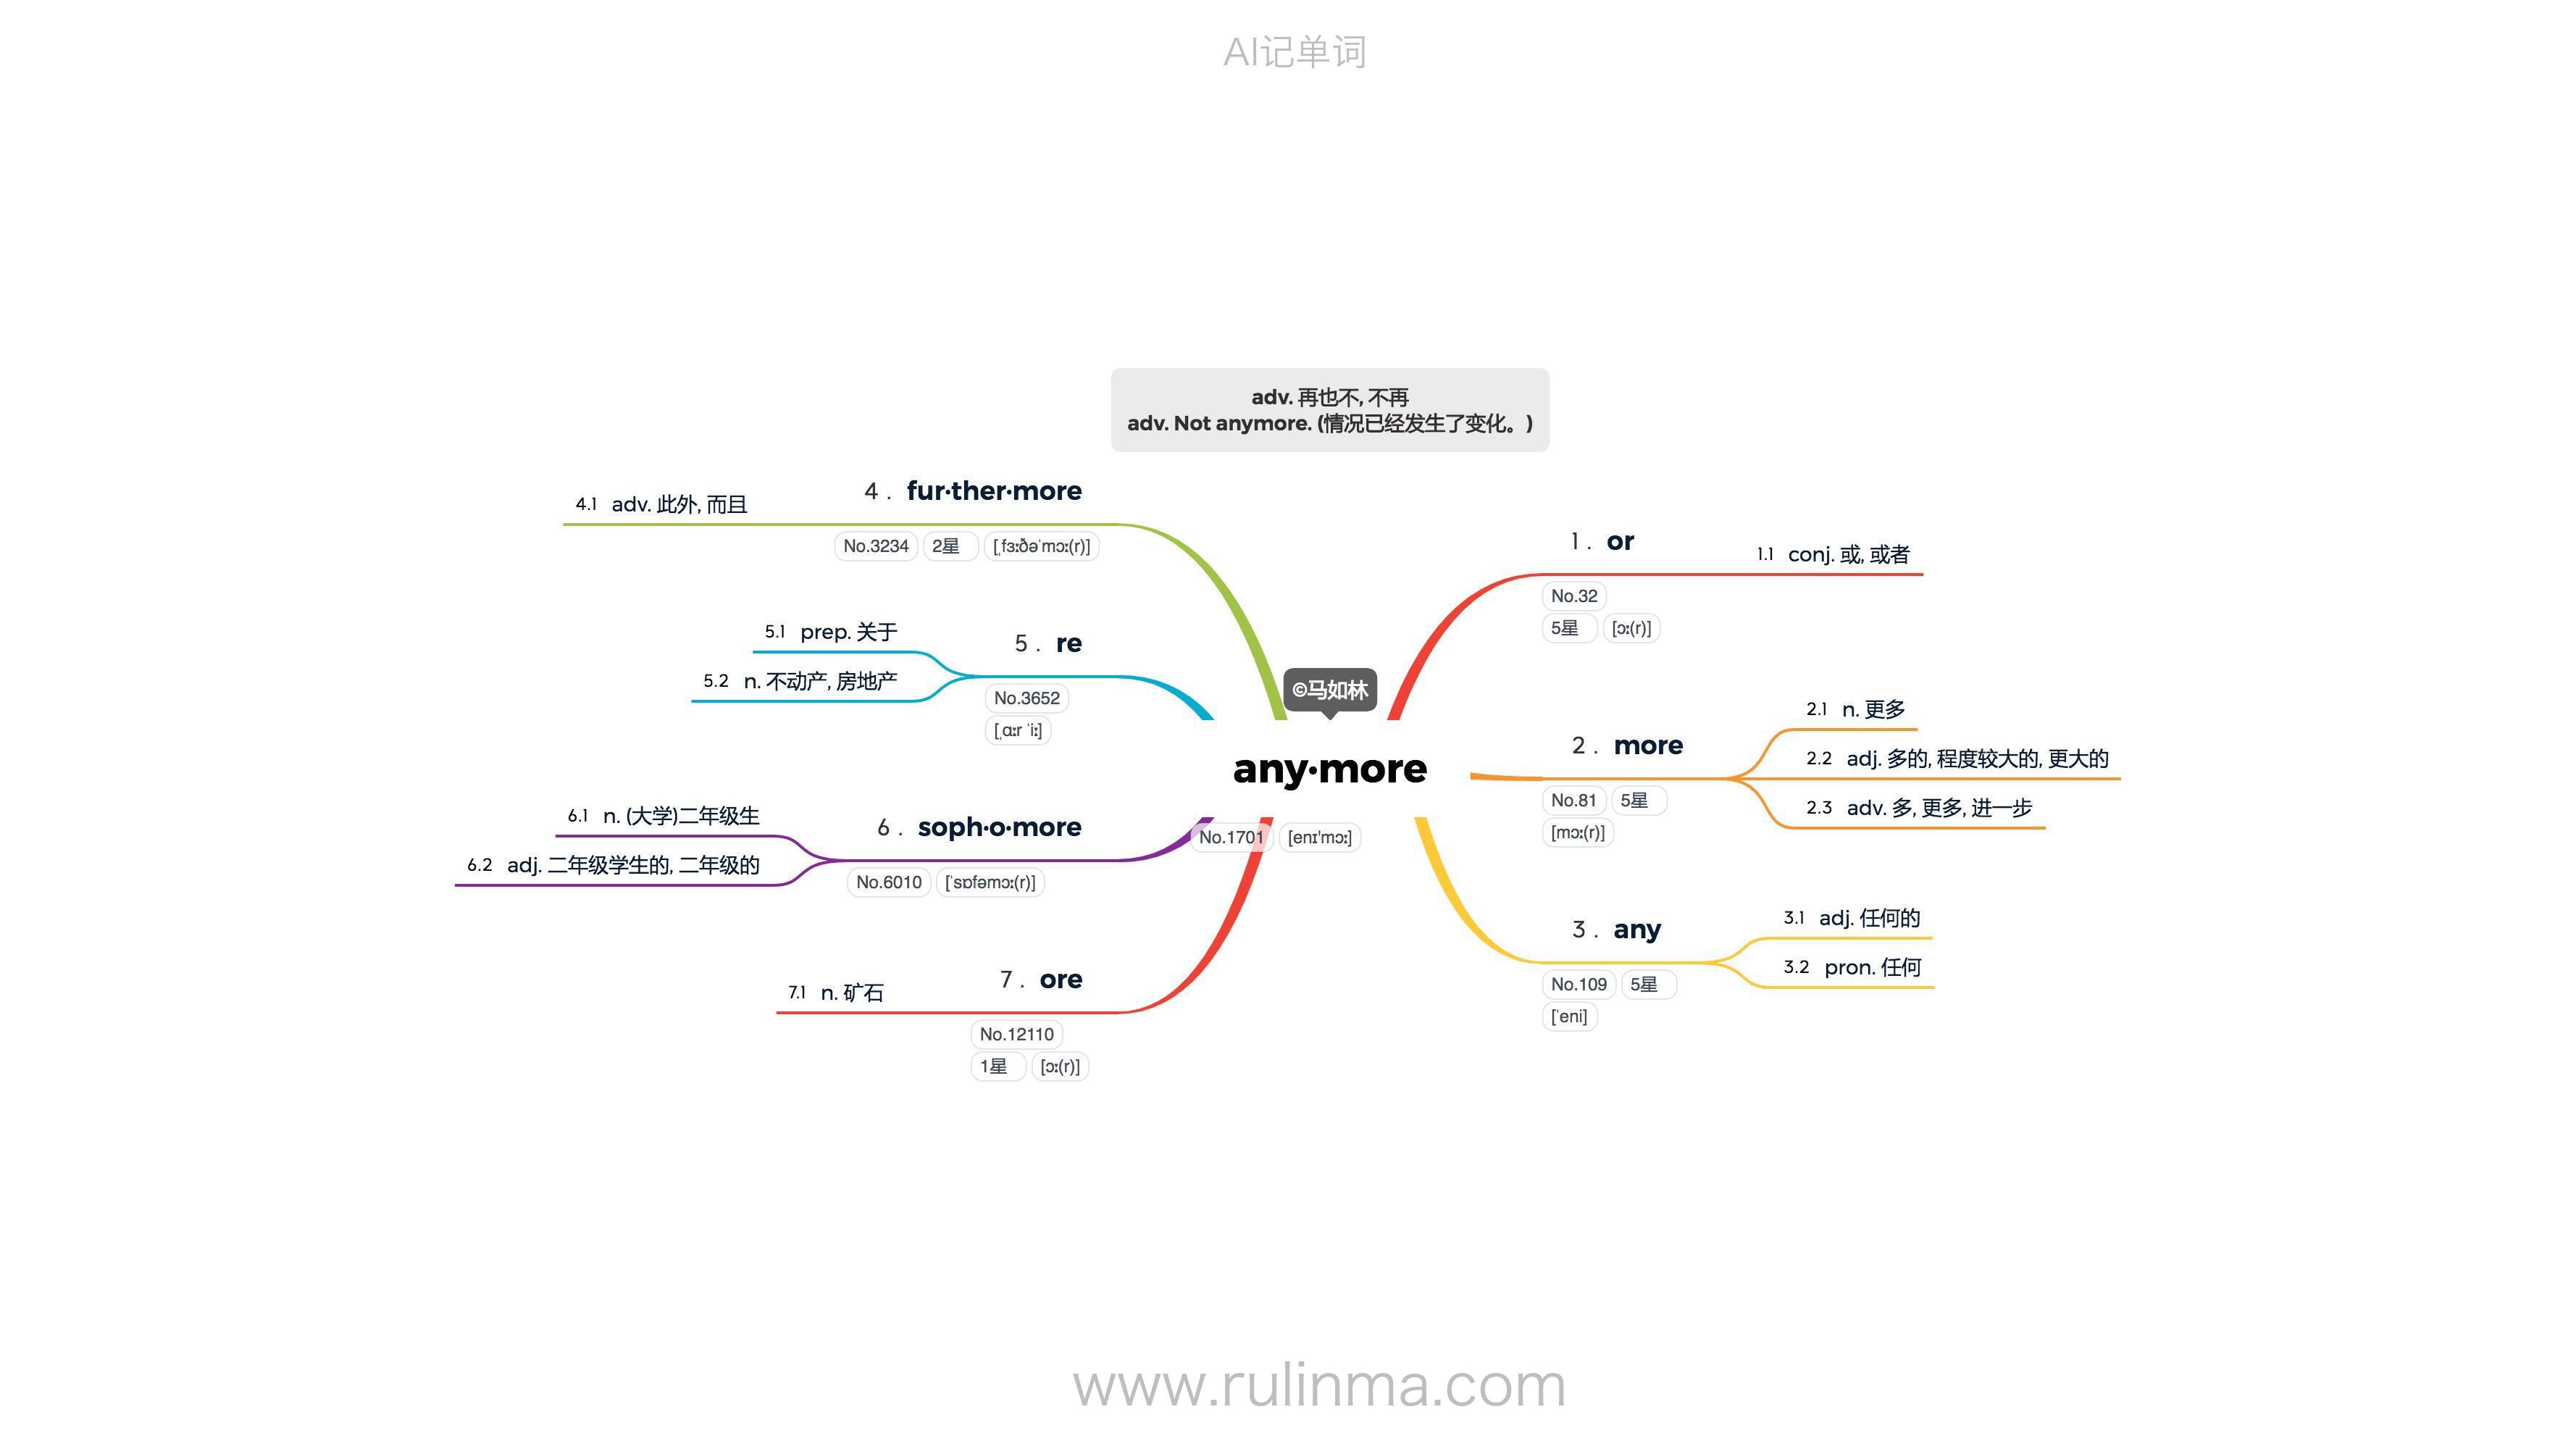 AI记单词
adv. 再也不, 不再
adv. Not anymore. (情况已经发生了变化。)
©马如林
any·more
No.1701 [enɪ'mɔː]
1 . or
No.32
5星 [ɔː(r)]
1.1 conj. 或, 或者
2 . more
No.81 5星
[mɔː(r)]
2.1 n. 更多
2.2 adj. 多的, 程度较大的, 更大的
2.3 adv. 多, 更多, 进一步
3 . any
No.109 5星
[ˈeni]
3.1 adj. 任何的
3.2 pron. 任何
4 . fur·ther·more
No.3234 2星 [ˌfɜːðəˈmɔː(r)]
4.1 adv. 此外, 而且
5 . re
No.3652
[ˌɑːr ˈiː]
5.1 prep. 关于
5.2 n. 不动产, 房地产
6 . soph·o·more
No.6010 [ˈsɒfəmɔː(r)]
6.1 n. (大学)二年级生
6.2 adj. 二年级学生的, 二年级的
7 . ore
No.12110
1星 [ɔː(r)]
7.1 n. 矿石
www.rulinma.com